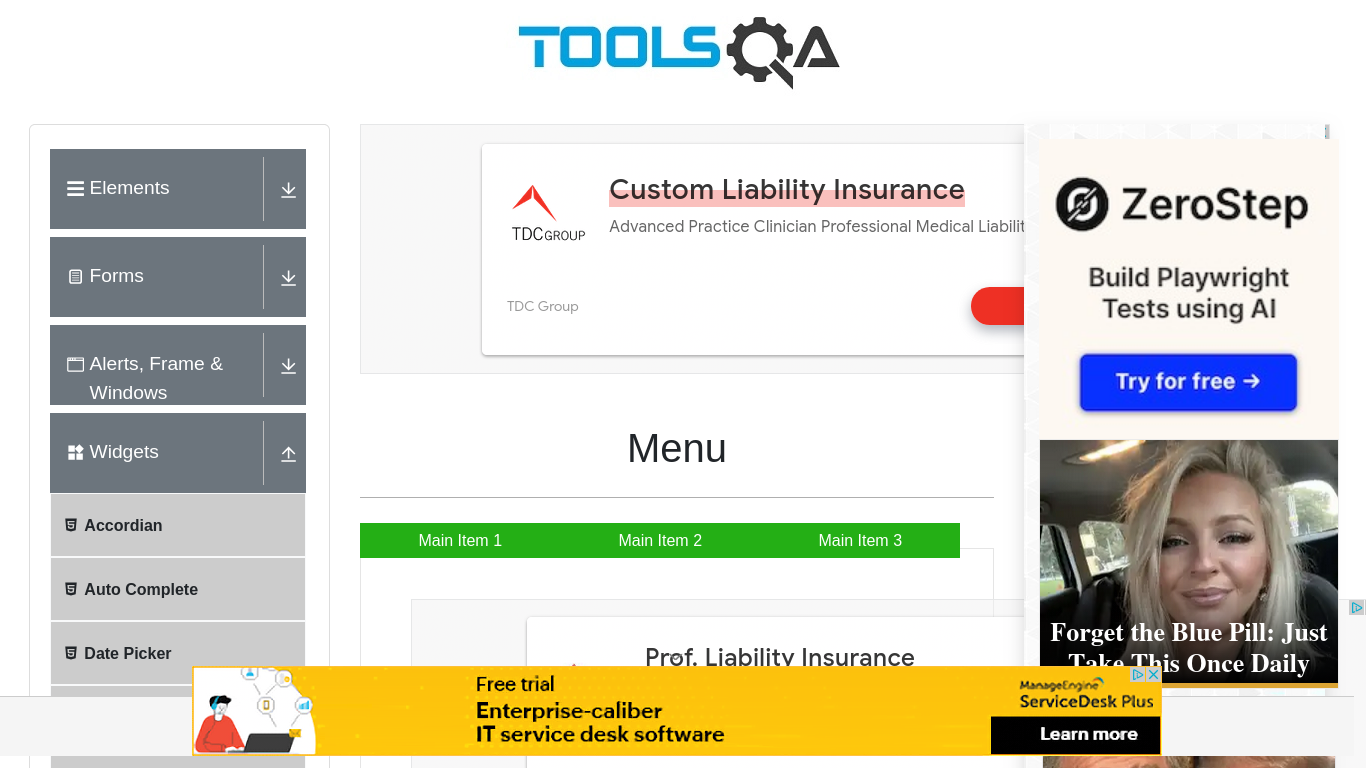 TOOLSQA
Elements
Forms
Alerts, Frame &
Windows
Widgets
Accordian
Auto Complete
Date Picker
Custom Liability Insurance
Advanced Practice Clinician Professional Medical Liabilit
TDCGROUP
TDC Group
Menu
Main Item 1
Main Item 2
Main Item 3
Prof. Liability Insurance
ZeroStep
Build Playwright
Tests using AI
Try for free →
Forget the Blue Pill: Just
Take This Once Daily
Free trial
Enterprise-caliber
IT service desk software
ManageEngine
ServiceDesk Plus
Learn more